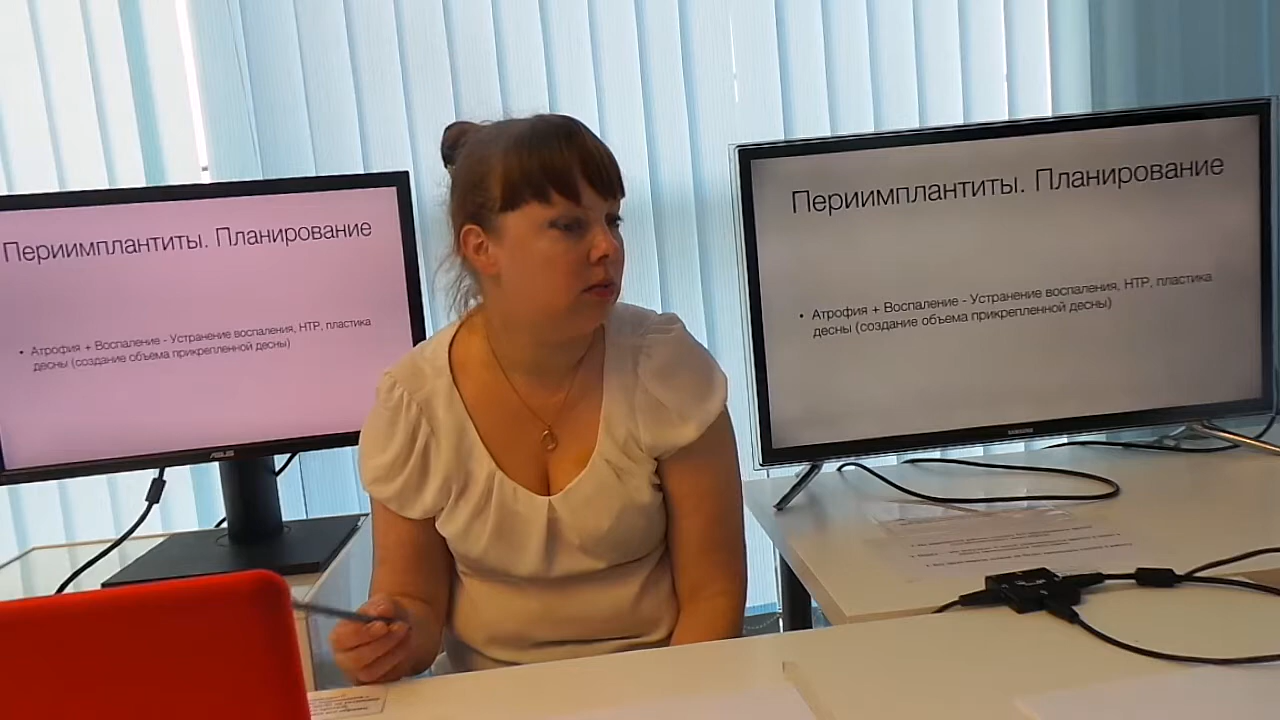 Периимплантиты. Планирование
• Атрофия + Воспаление - Устранение воспаления, НТР, пластика
десны (создание объема прикрепленной десны)
ASUS
Периимплантиты. Планирование
• Атрофия + Воспаление - Устранение воспаления, НТР, пластика
десны (создание объема прикрепленной десны)
SAMSUNG